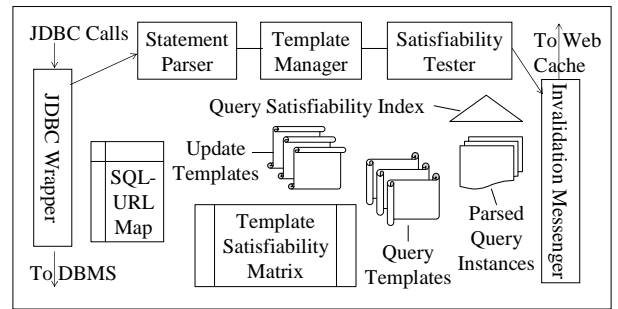 JDBC Calls
Statement
Parser
Template
Manager
Satisfiability
Tester
To Web
Cache
JDBC Wrapper
Query Satisfiability Index
Update
Templates
SQL-
URL
Map
Template
Satisfiability
Matrix
Query
Templates
Parsed
Query
Instances
Invalidation Messenger
To DBMS